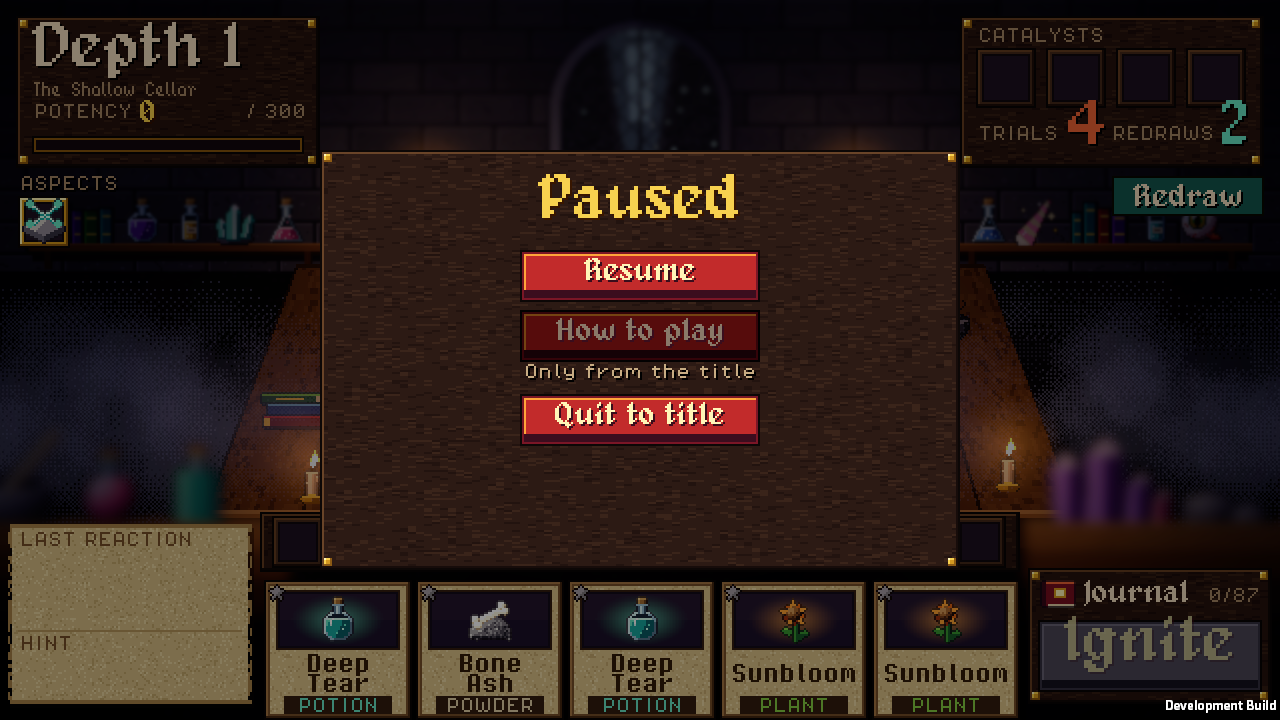 Depth 1
The Shallow Cellar
POTENCY 0 / 300
ASPECTS
CATALYSTS
TRIALS 4 REDRAWS 2
Redraw
Paused
Resume
How to play
Only from the title
Quit to title
LAST REACTION
HINT
Deep
Tear
POTION
Bone
Ash
POWDER
Deep
Tear
POTION
Sunbloom
PLANT
Sunbloom
PLANT
Journal 0/87
Ignite
Development Build